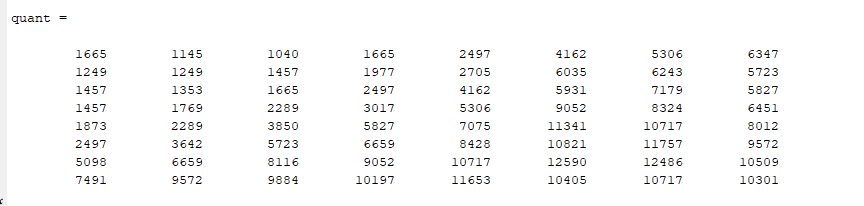 quant =
1665 1145 1040 1665 2497 4162 5306 6347
1249 1249 1457 1977 2705 6035 6243 5723
1457 1353 1665 2497 4162 5931 7179 5827
1457 1769 2289 3017 5306 9052 8324 6451
1873 2289 3850 5827 7075 11341 10717 8012
2497 3642 5723 6659 8428 10821 11757 9572
5098 6659 8116 9052 10717 12590 12486 10509
7491 9572 9884 10197 11653 10405 10717 10301